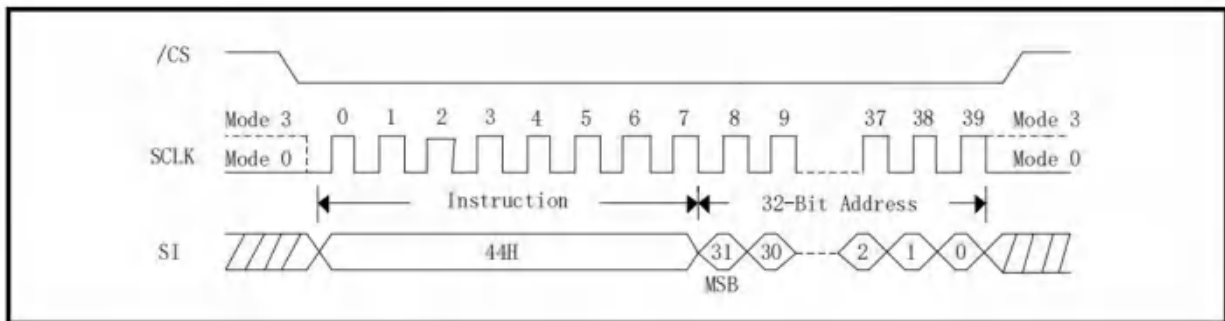 /CS
Mode 3 0 1 2 3 4 5 6 7 8 9 37 38 39 Mode 3
SCLK Mode 0 Mode 0
Instruction 32-Bit Address
SI 44H 31 30 2 1 0
MSB